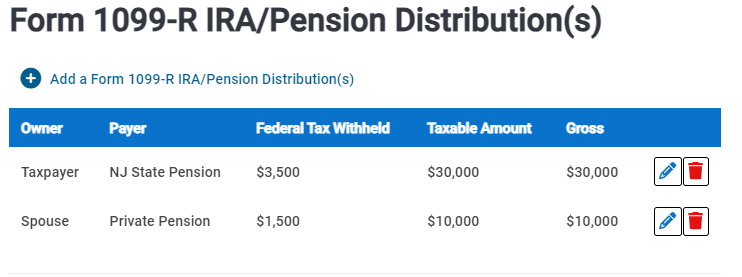 Form 1099-R IRA/Pension Distribution(s)
Add a Form 1099-R IRA/Pension Distribution(s)
Owner Payer Federal Tax Withheld Taxable Amount Gross
Taxpayer NJ State Pension $3,500 $30,000 $30,000
Spouse Private Pension $1,500 $10,000 $10,000